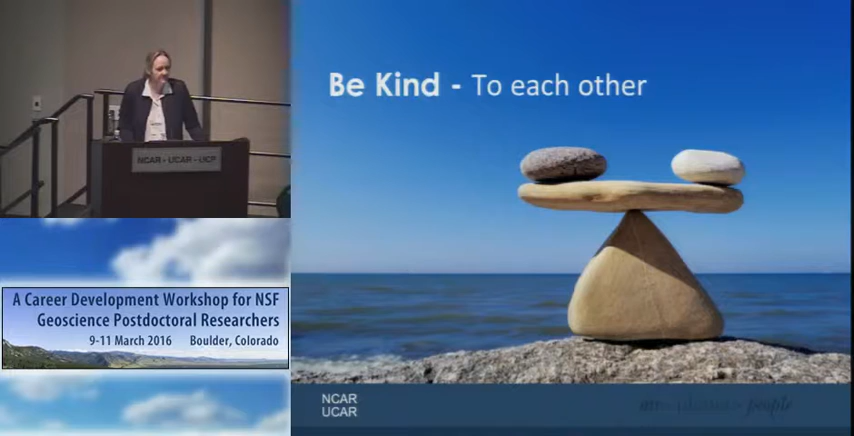 Be Kind - To each other
NCAR - UCAR - UCP
A Career Development Workshop for NSF
Geoscience Postdoctoral Researchers
9-11 March 2016 Boulder, Colorado
NCAR
UCAR
people